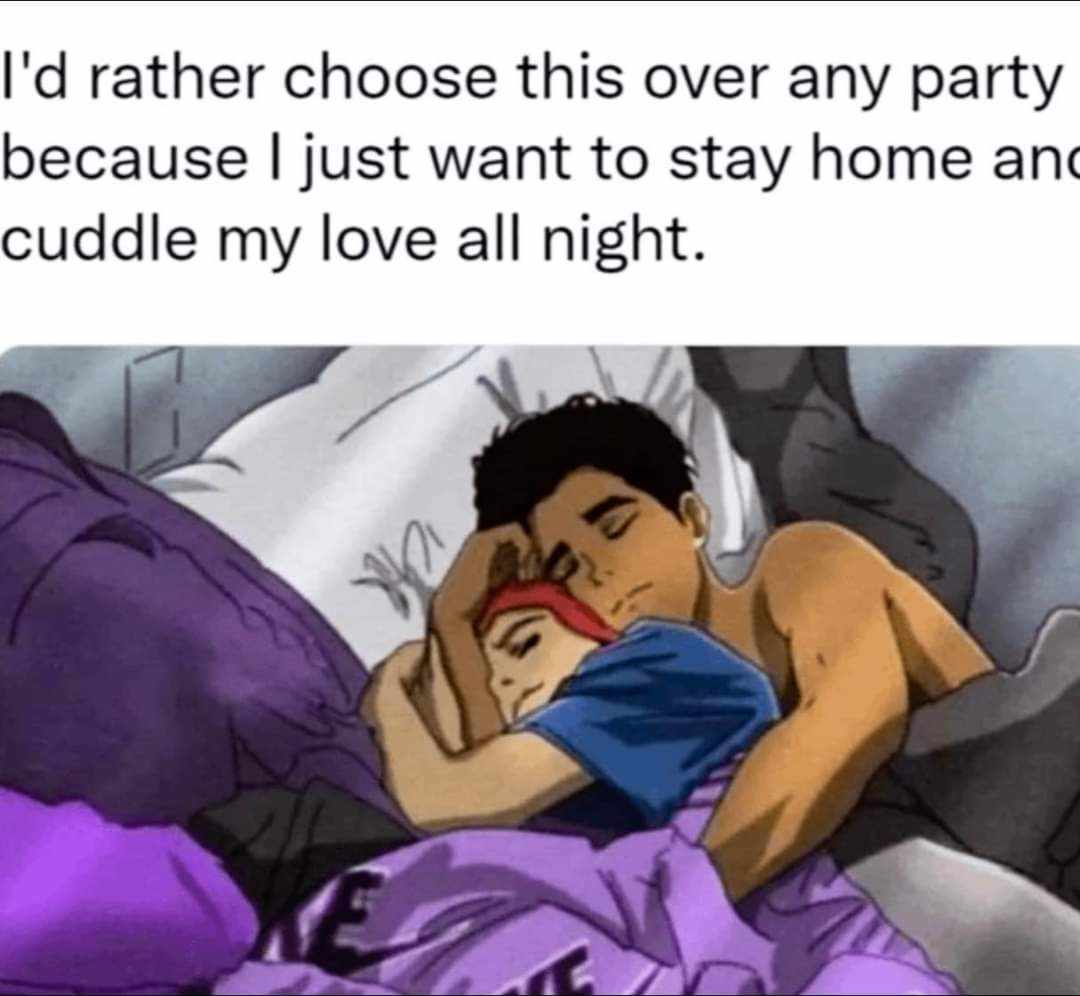 I'd rather choose this over any party
because I just want to stay home and
cuddle my love all night.